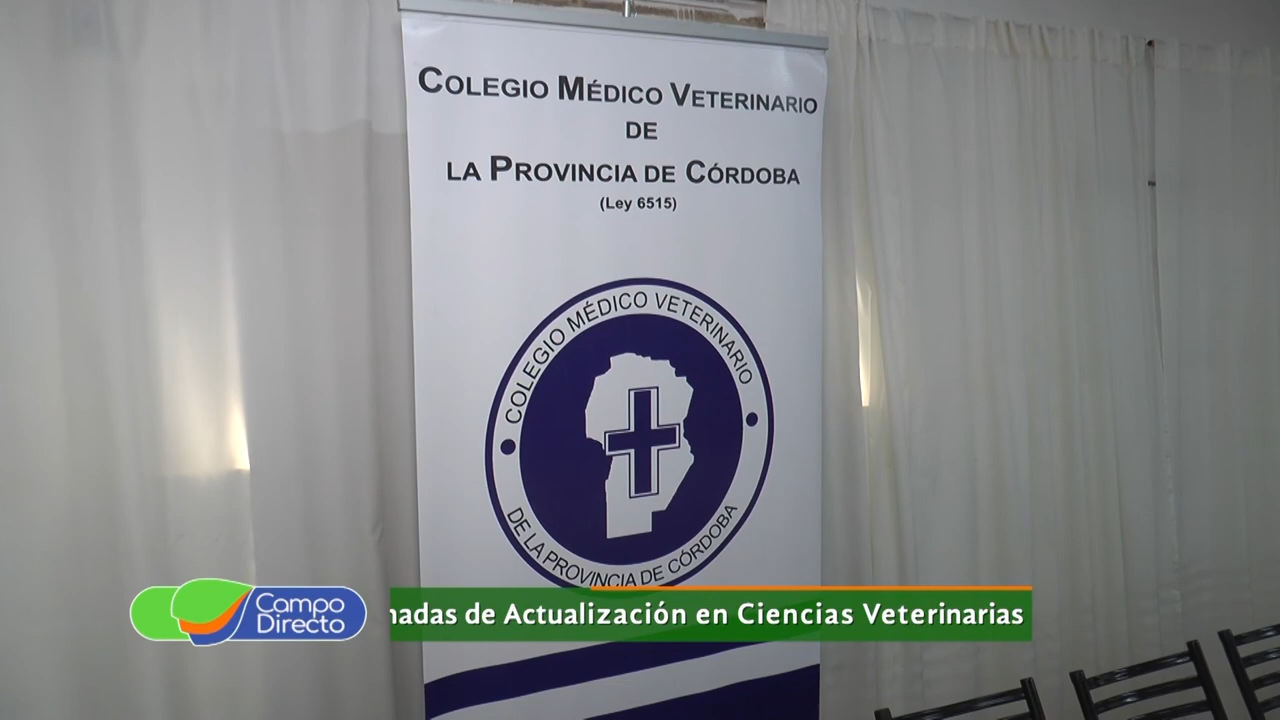 COLEGIO MÉDICO VETERINARIO
DE
LA PROVINCIA DE CÓRDOBA
(Ley 6515)
COLEGIO MÉDICO VETERINARIO
DE LA PROVINCIA DE CÓRDOBA
Campo
Directo
de Actualización en Ciencias Veterinarias